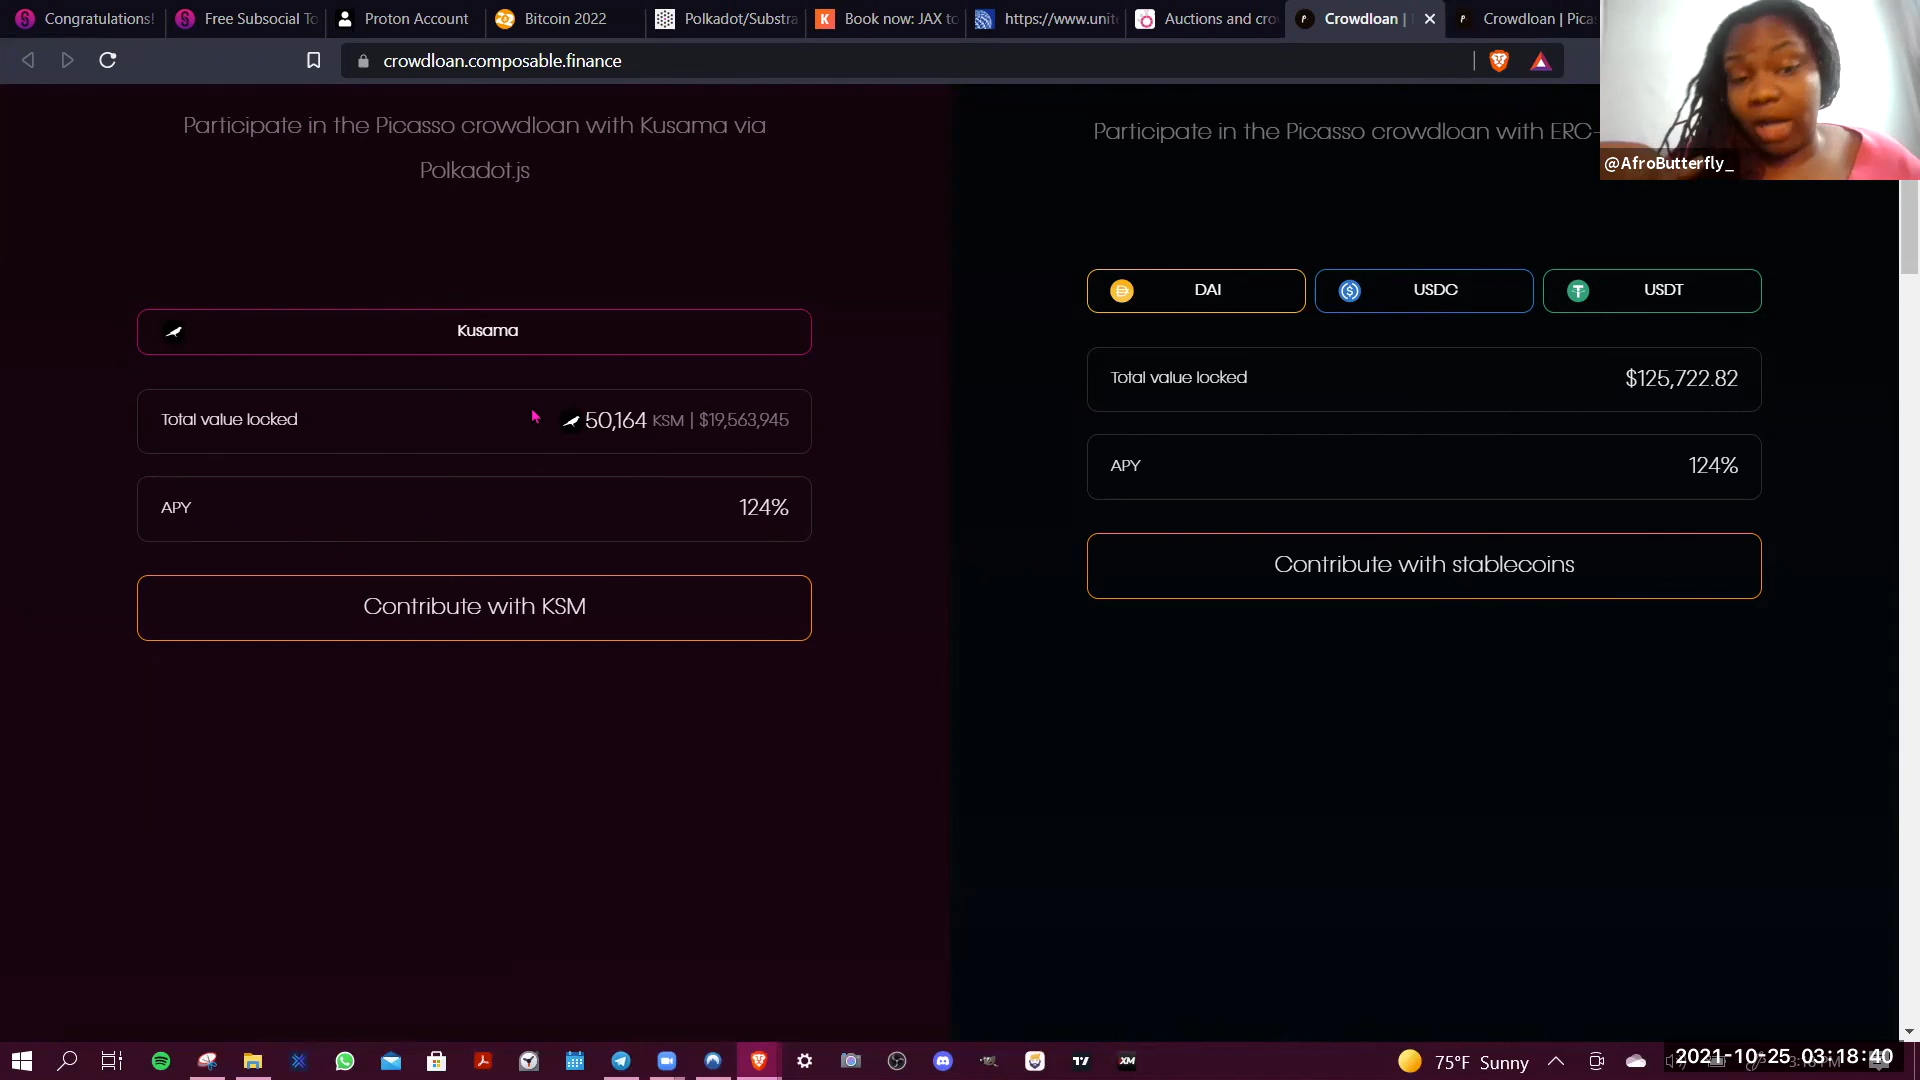 Congratulations!
Free Subsocial To
Proton Account
Bitcoin 2022
Polkadot/Substra
Book now: JAX to
https://www.unit
Auctions and cro
Crowdloan |
Crowdloan | Pica
crowdloan.composable.finance
@AfroButterfly_
Participate in the Picasso crowdloan with Kusama via
Polkadot.js
Kusama
Total value locked
50,164 KSM | $19,563,945
APY
124%
Contribute with KSM
Participate in the Picasso crowdloan with ERC-
DAI
USDC
USDT
Total value locked
$125,722.82
APY
124%
Contribute with stablecoins
75°F Sunny
2021-10-25 03:18:40